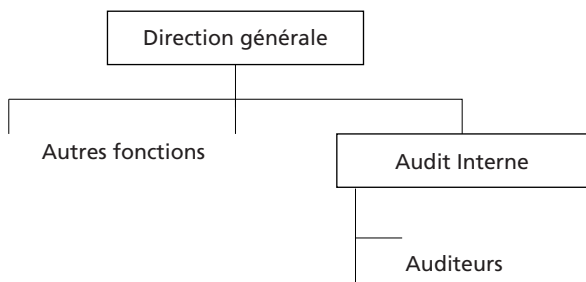 Direction générale
Autres fonctions
Audit Interne
Auditeurs